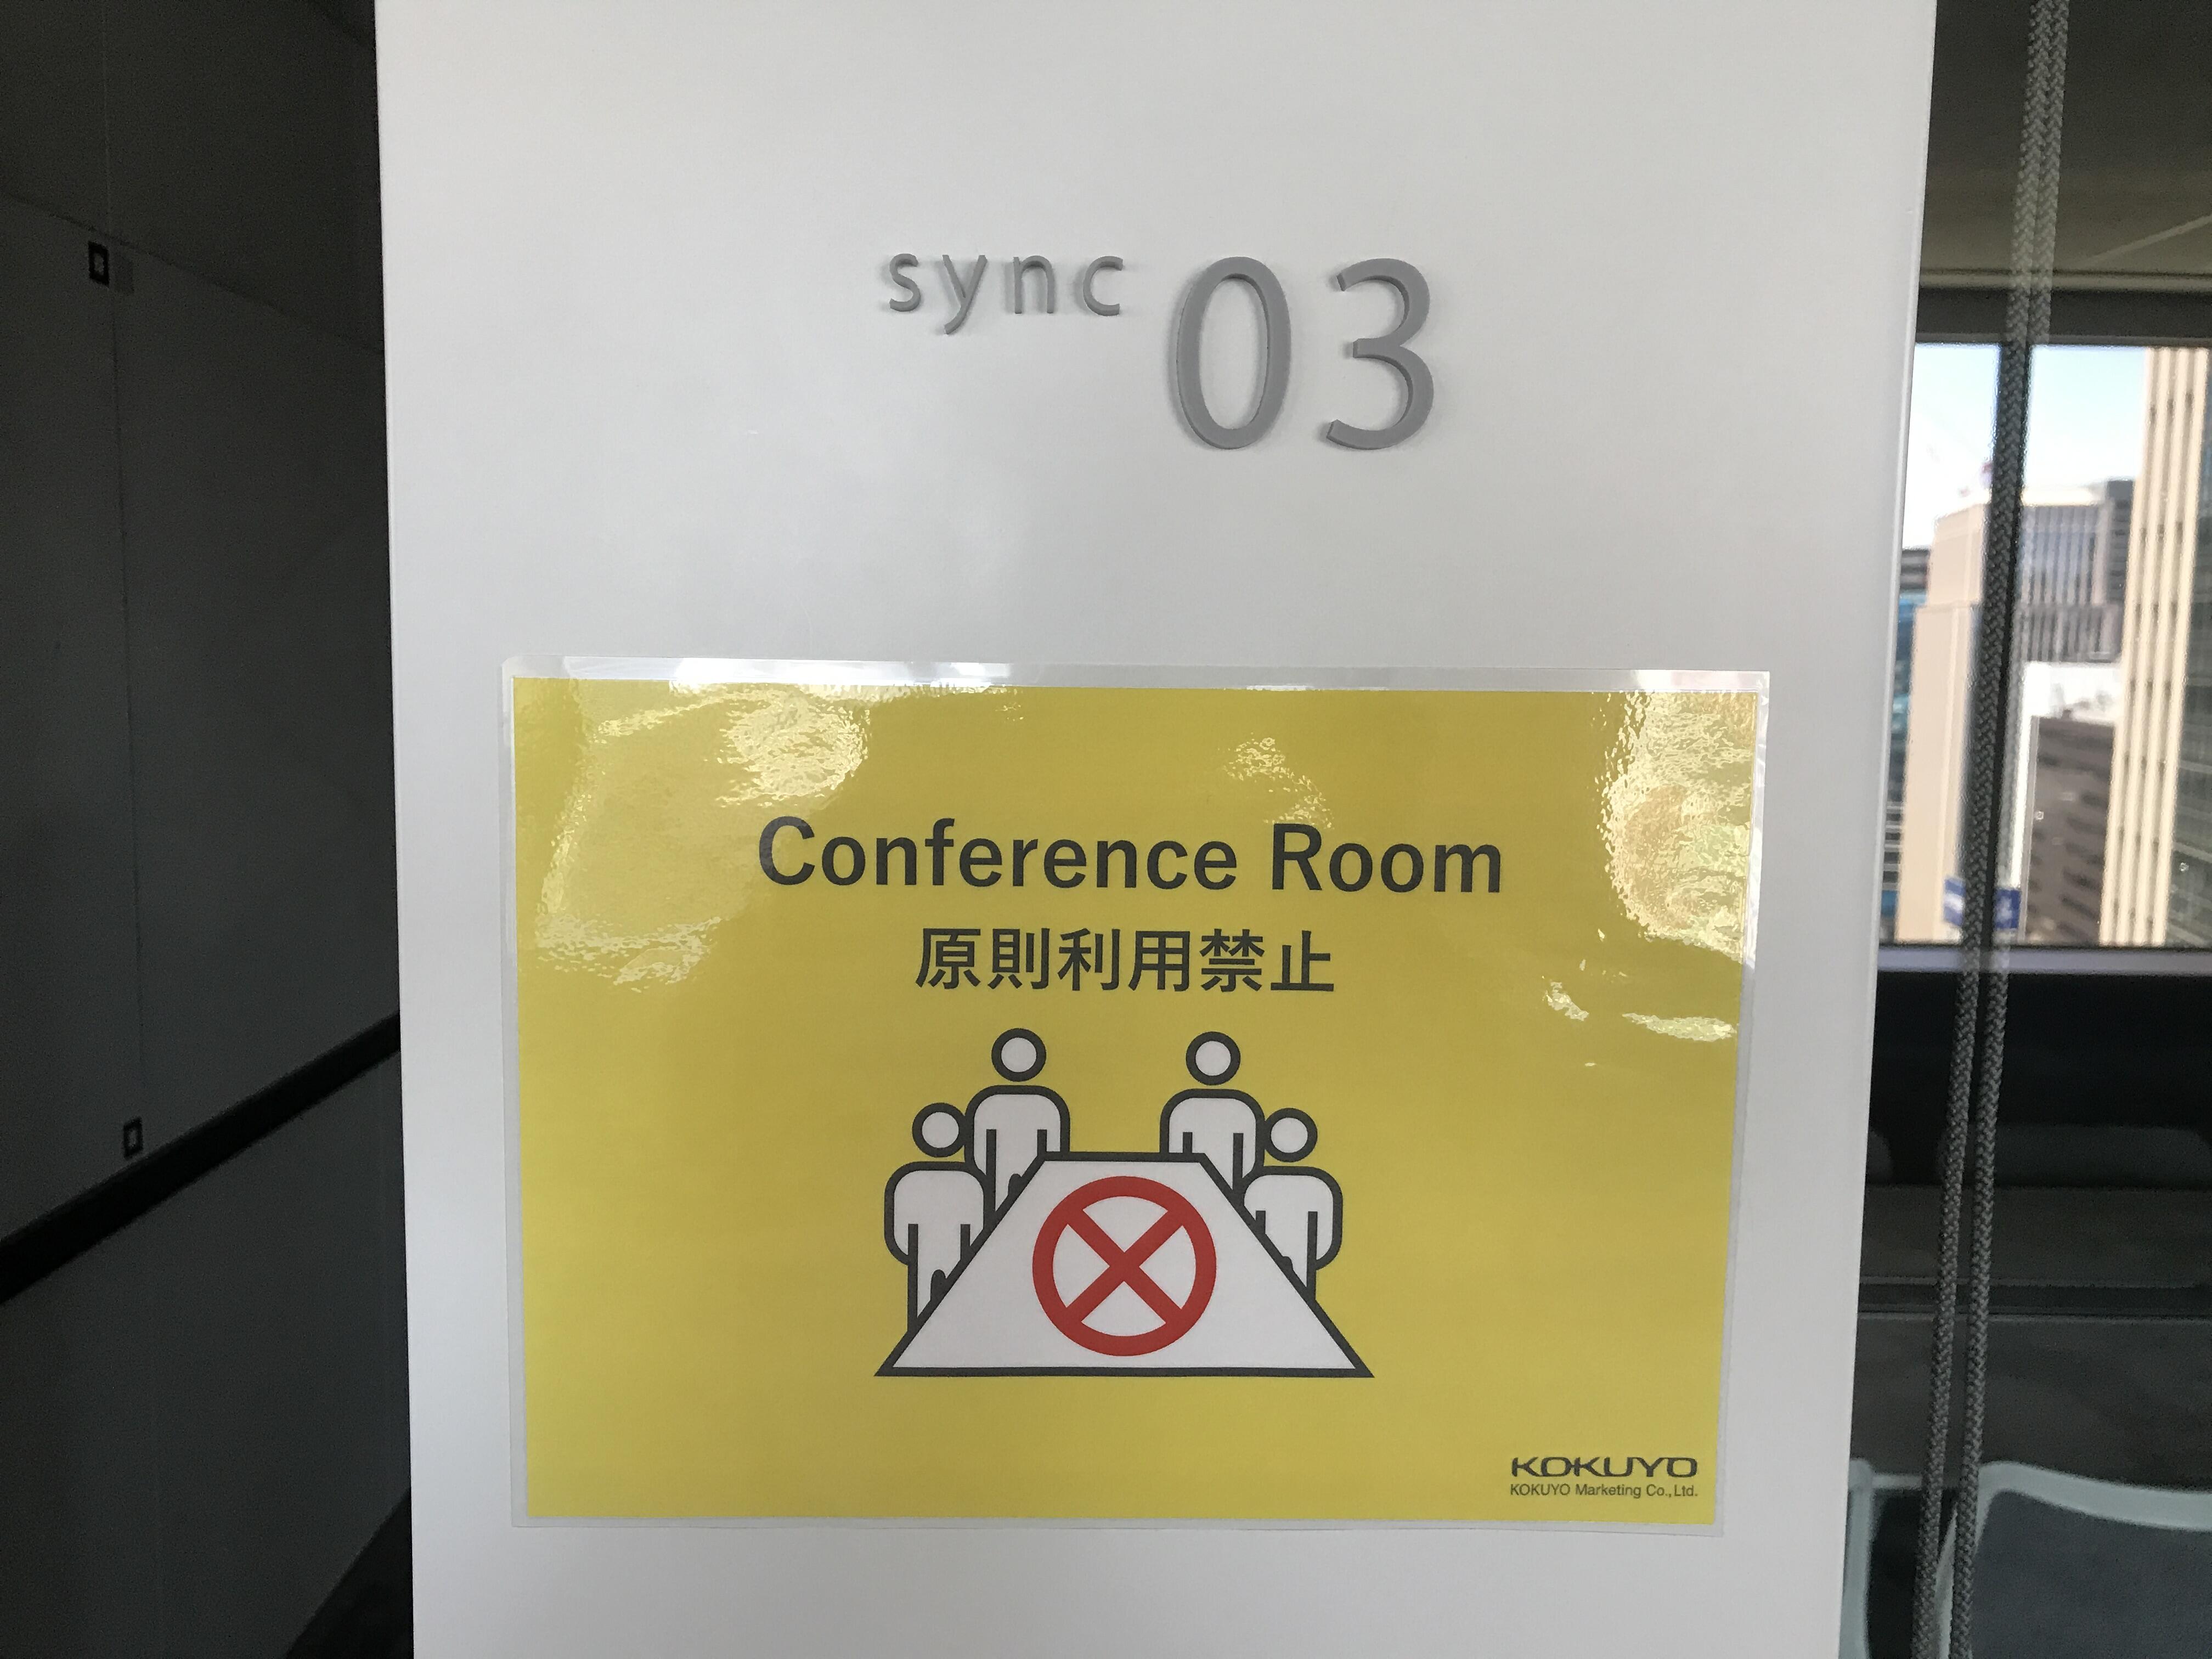 sync 03
Conference Room
原則利用禁止
KOKUYO
KOKUYO Marketing Co.,Ltd.